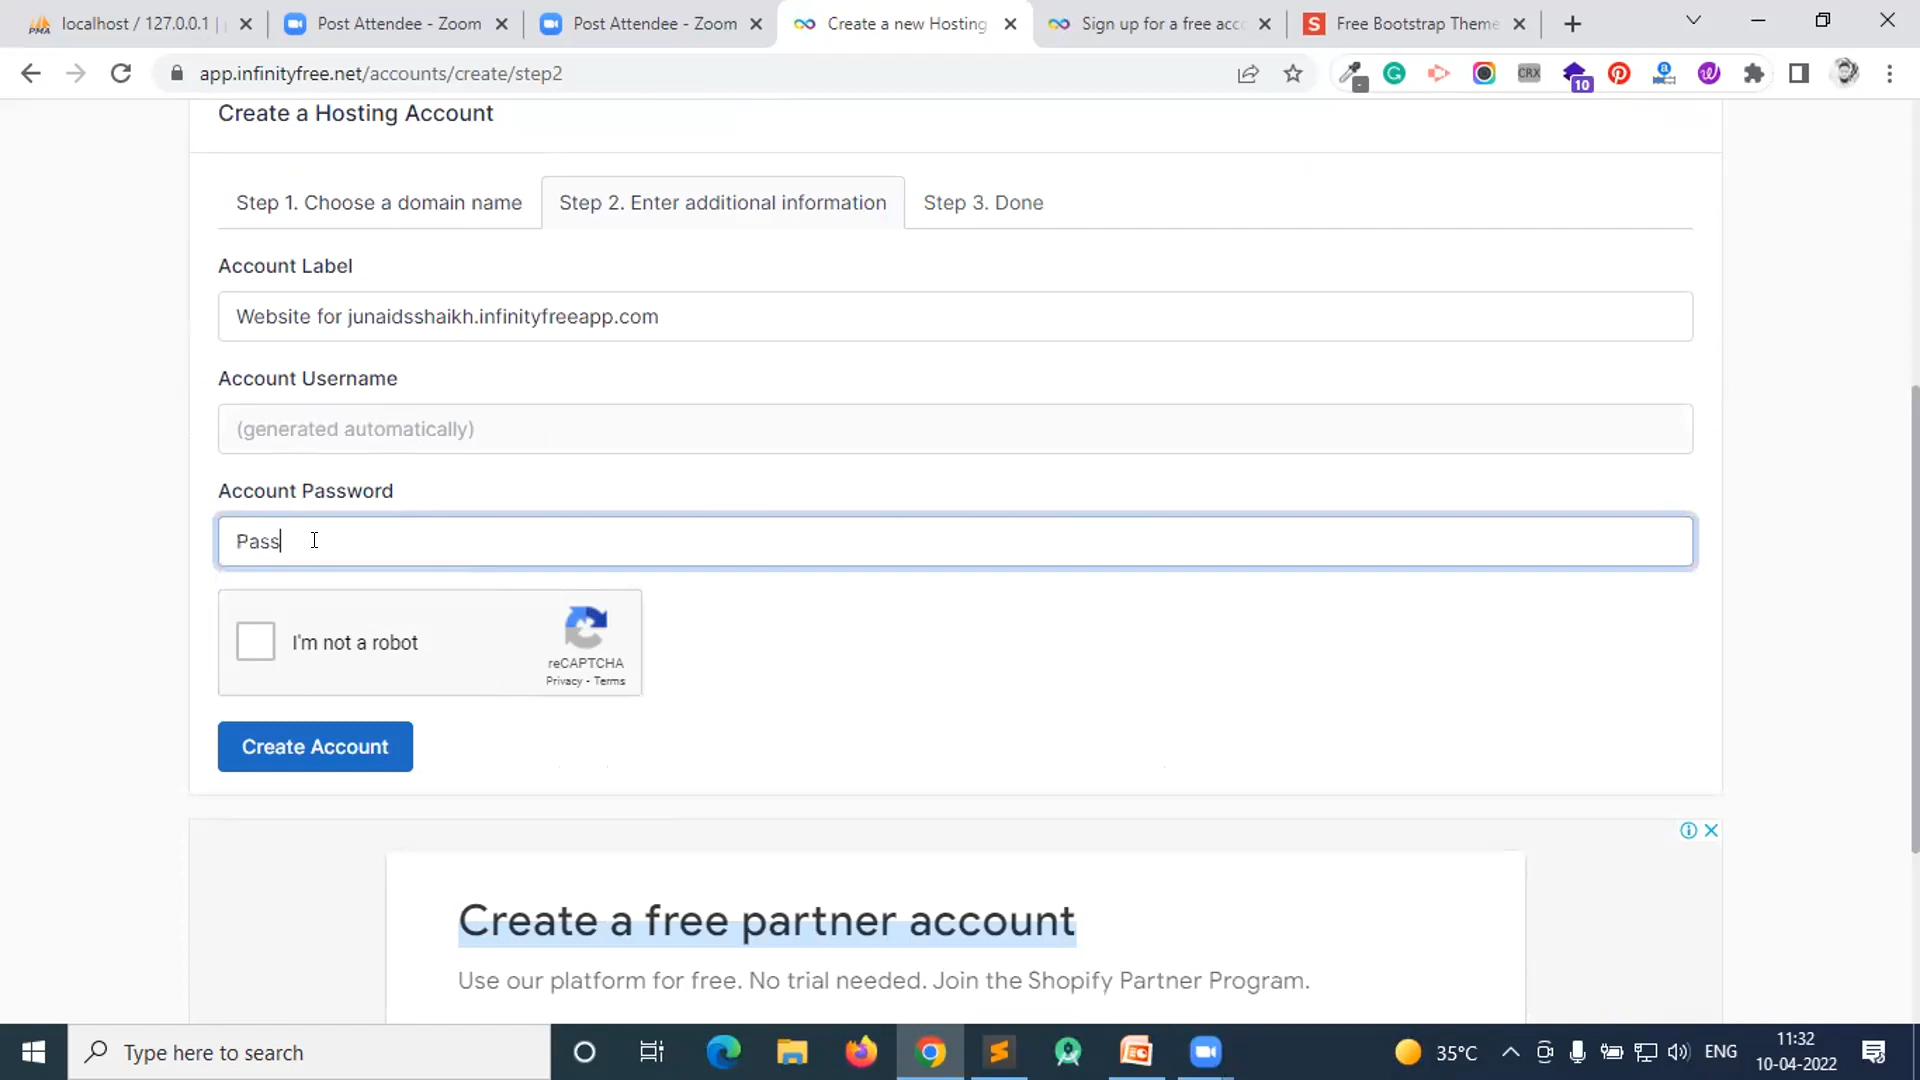 localhost / 127.0.0.1 |
Post Attendee - Zoom
Post Attendee - Zoom
Create a new Hosting
Sign up for a free acc
Free Bootstrap Theme
app.infinityfree.net/accounts/create/step2
CRX
10
Create a Hosting Account
Step 1. Choose a domain name
Step 2. Enter additional information
Step 3. Done
Account Label
Website for junaidsshaikh.infinityfreeapp.com
Account Username
(generated automatically)
Account Password
Pass
I'm not a robot
reCAPTCHA
Privacy - Terms
Create Account
Create a free partner account
Use our platform for free. No trial needed. Join the Shopify Partner Program.
Type here to search
35°C
ENG
11:32
10-04-2022